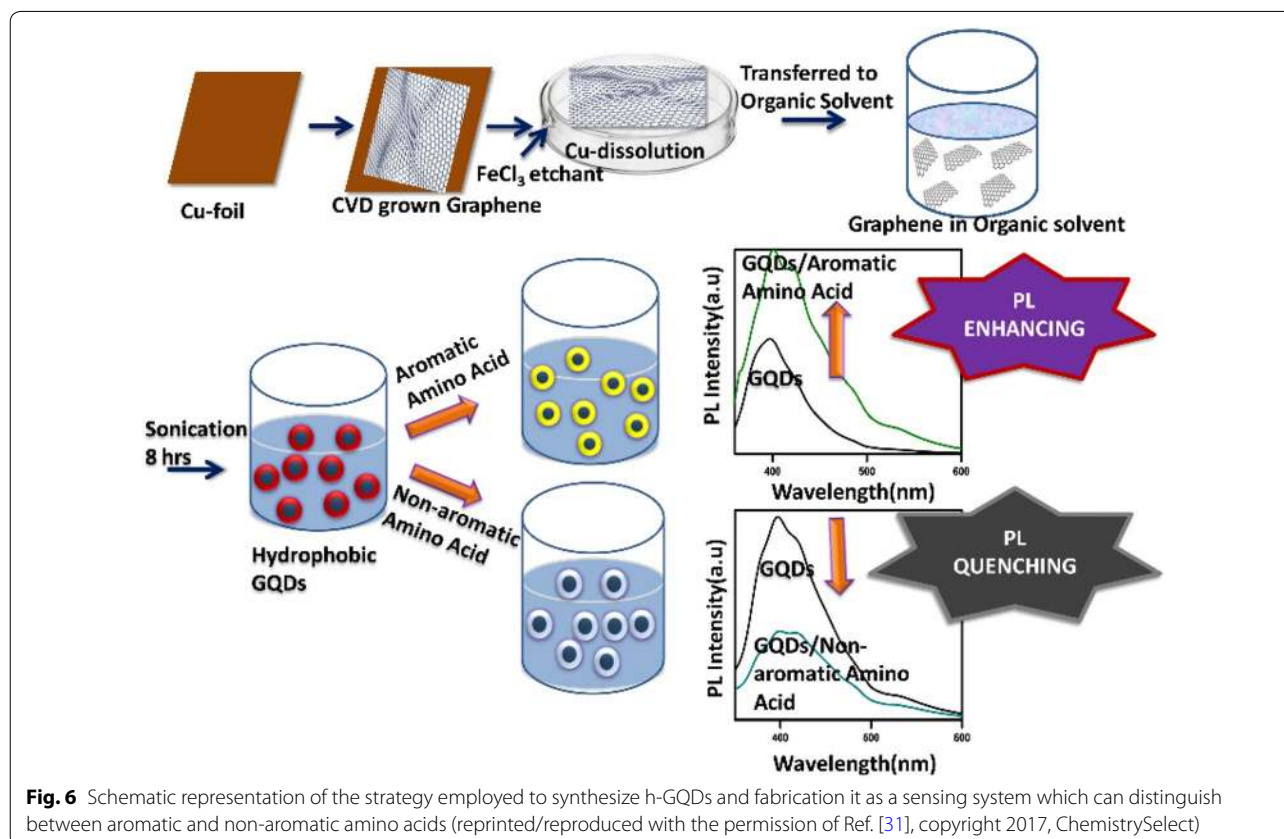 Transferred to
Organic Solvent
Cu-dissolution
FeCl3 etchant
Cu-foil
CVD grown Graphene
Graphene in Organic solvent
Sonication
8 hrs
Hydrophobic
GQDs
Aromatic
Amino Acid
Non-aromatic
Amino Acid
PL Intensity(a.u)
GQDs/Aromatic
Amino Acid
GQDs
400
500
600
Wavelength(nm)
PL
ENHANCING
PL Intensity(a.u)
GQDs
GQDs/Non-
aromatic Amino
Acid
400
600
600
Wavelength(nm)
PL
QUENCHING
Fig. 6 Schematic representation of the strategy employed to synthesize h-GQDs and fabrication it as a sensing system which can distinguish
between aromatic and non-aromatic amino acids (reprinted/reproduced with the permission of Ref. [31], copyright 2017, ChemistrySelect)